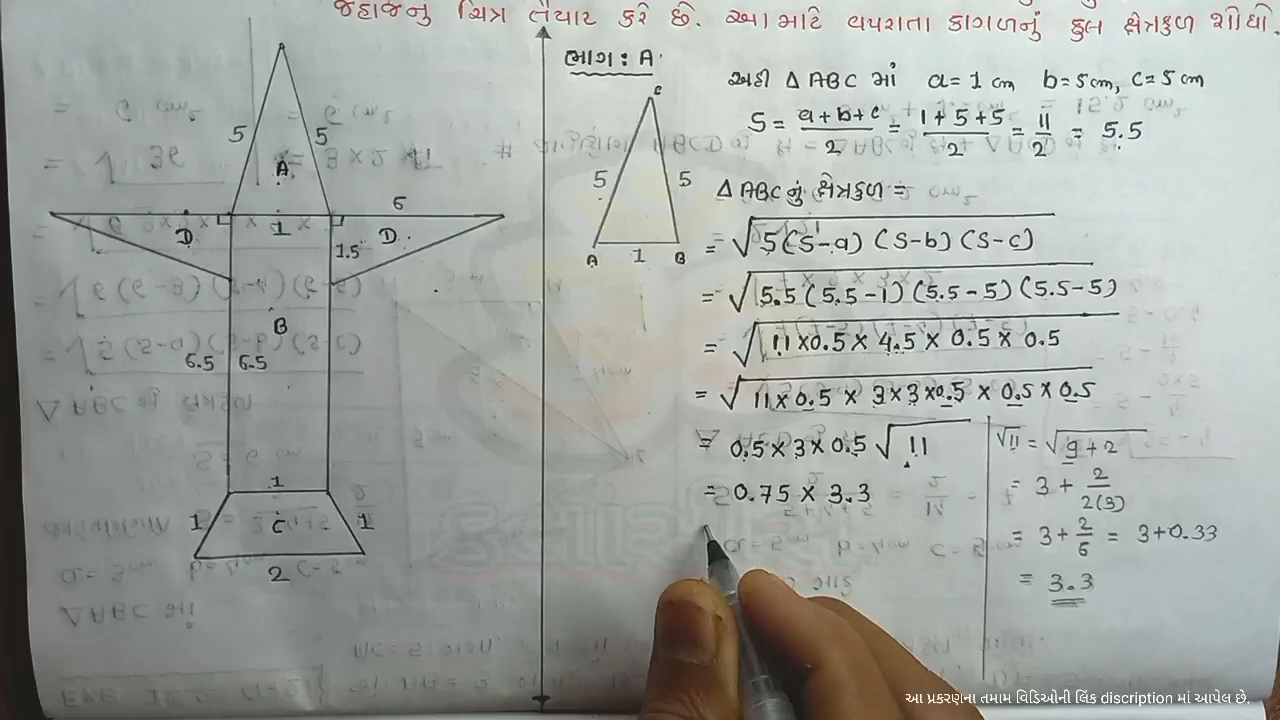 જહાજનું ચિત્ર તૈયાર કરે છે. આ માટે વપરાતા કાગળનું કુલ ક્ષેત્રફળ શોધો.
5 5
A
6
1
D D
1.5
B
6.5 6.5
1
1 C 1
2
ભાગ : A
C
5 5
A 1 B
અહીં Δ ABC માં a = 1 cm b = 5 cm, c = 5 cm
S = a+b+c / 2 = 1+5+5 / 2 = 11 / 2 = 5.5
Δ ABC નું ક્ષેત્રફળ =
= √S(S-a) (S-b) (S-c)
= √5.5 (5.5-1) (5.5-5) (5.5-5)
= √11 × 0.5 × 4.5 × 0.5 × 0.5
= √11 × 0.5 × 3 × 3 × 0.5 × 0.5 × 0.5
= 0.5 × 3 × 0.5 √11
= 0.75 × 3.3
√11 = √9+2
= 3 + 2 / 2(3)
= 3 + 2 / 6 = 3 + 0.33
= 3.3
આ પ્રકરણના તમામ વિડિઓની લિંક discription માં આપેલ છે.